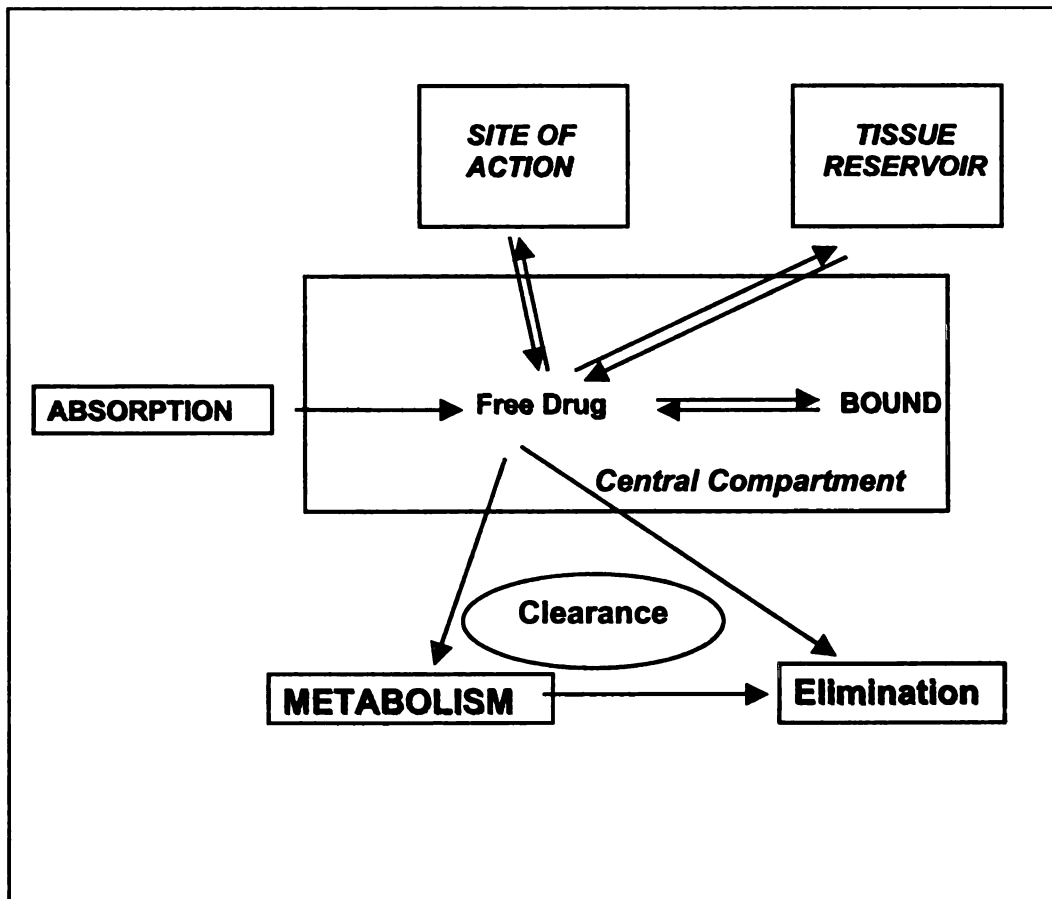 SITE OF
ACTION
TISSUE
RESERVOIR
ABSORPTION
Free Drug
BOUND
Central Compartment
Clearance
METABOLISM
Elimination